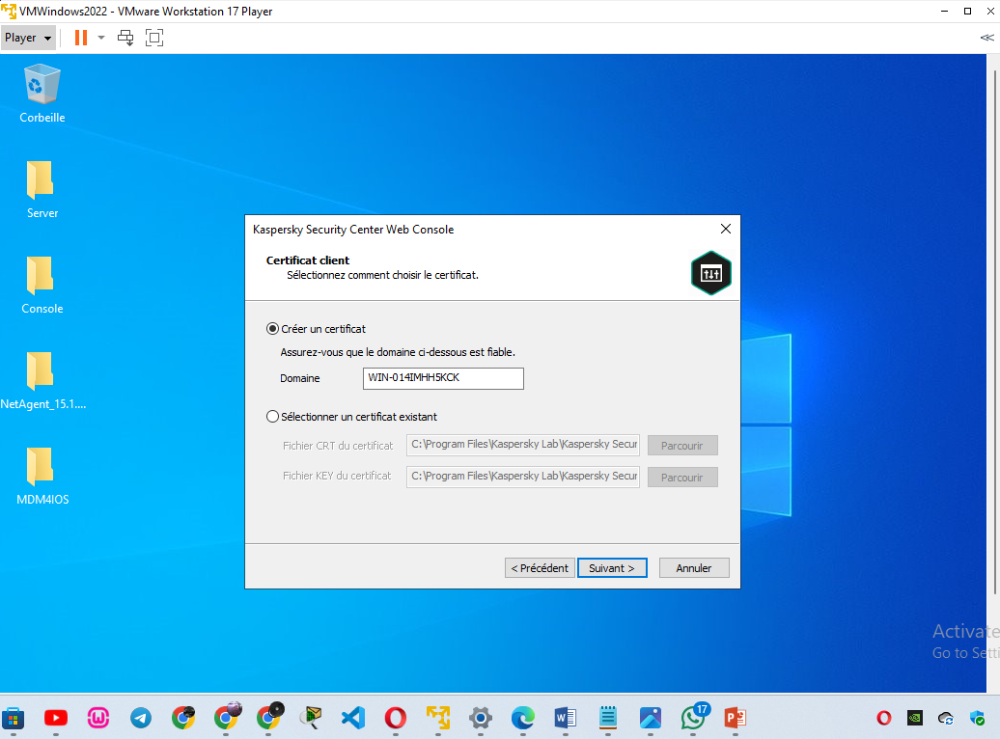 VMWindows2022 - VMware Workstation 17 Player
Player
Corbeille
Server
Console
NetAgent_15.1....
MDM4IOS
Kaspersky Security Center Web Console
Certificat client
Sélectionnez comment choisir le certificat.
Créer un certificat
Assurez-vous que le domaine ci-dessous est fiable.
Domaine WIN-014IMHH5KCK
Sélectionner un certificat existant
Fichier CRT du certificat C:\Program Files\Kaspersky Lab\Kaspersky Secur Parcourir
Fichier KEY du certificat C:\Program Files\Kaspersky Lab\Kaspersky Secur Parcourir
< Précédent Suivant > Annuler
Activate
Go to Setti
17